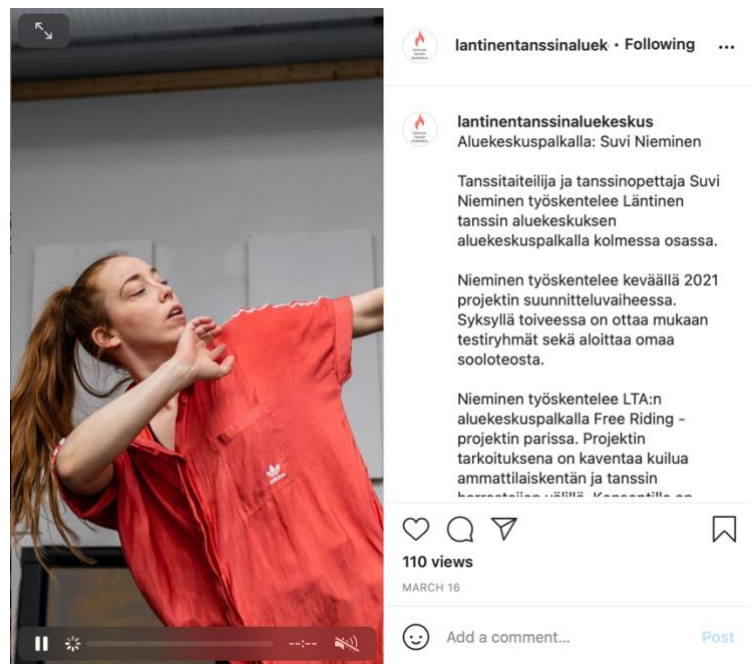 lantinentanssinaluek • Following
lantinentanssinaluekeskus
Aluekeskuspalkalla: Suvi Nieminen
Tanssitaiteilija ja tanssinopettaja Suvi
Nieminen työskentelee Läntinen
tanssin aluekeskuksen
aluekeskuspalkalla kolmessa osassa.
Nieminen työskentelee keväällä 2021
projektin suunnitteluvaiheessa.
Syksyllä toiveessa on ottaa mukaan
testiryhmät sekä aloittaa omaa
sooloteosta.
Nieminen työskentelee LTA:n
aluekeskuspalkalla Free Riding -
projektin parissa. Projektin
tarkoituksena on kaventaa kuilua
ammattilaiskentän ja tanssin
110 views
MARCH 16
Add a comment...
Post
adidas
--:--